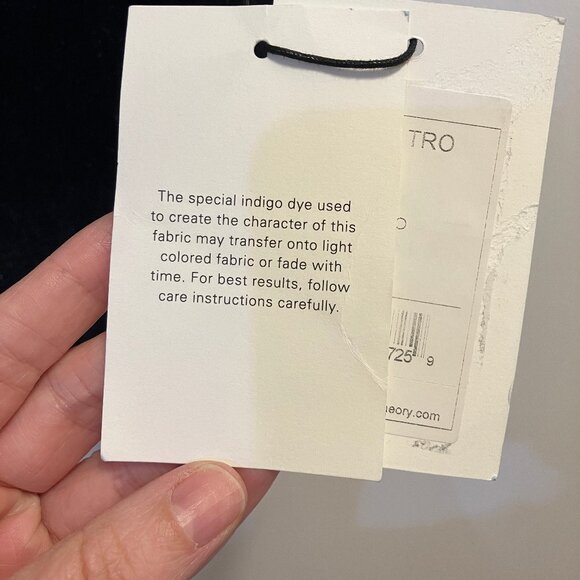 The special indigo dye used
to create the character of this
fabric may transfer onto light
colored fabric or fade with
time. For best results, follow
care instructions carefully.
TRO
O
725 9
eory.com